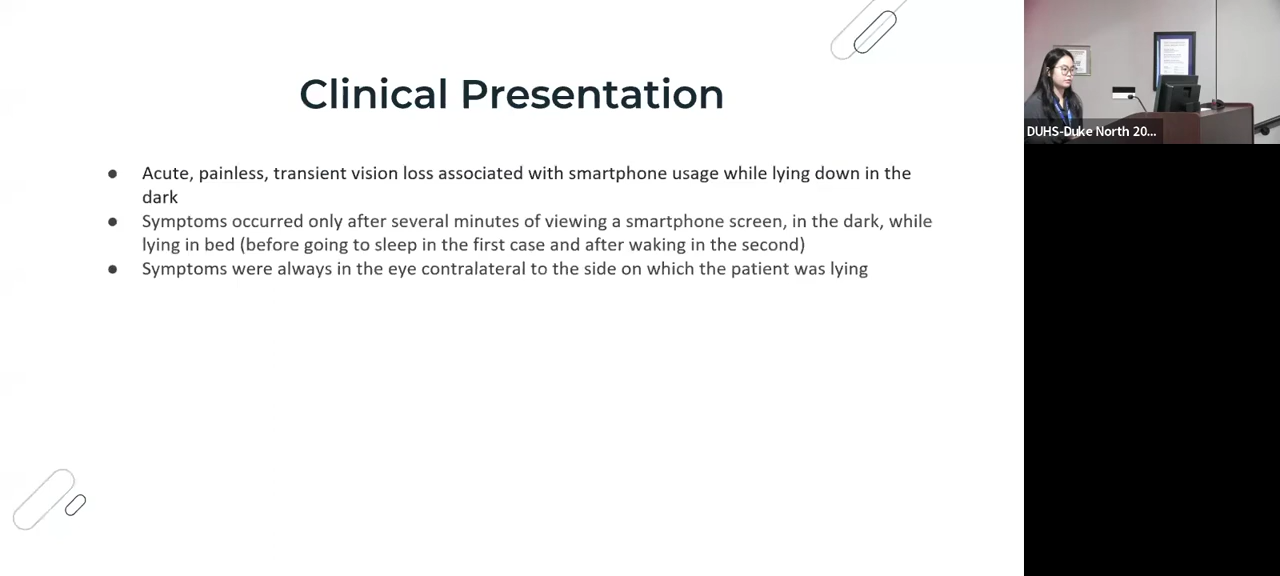 Clinical Presentation
● Acute, painless, transient vision loss associated with smartphone usage while lying down in the
dark
● Symptoms occurred only after several minutes of viewing a smartphone screen, in the dark, while
lying in bed (before going to sleep in the first case and after waking in the second)
● Symptoms were always in the eye contralateral to the side on which the patient was lying
DUHS-Duke North 20...